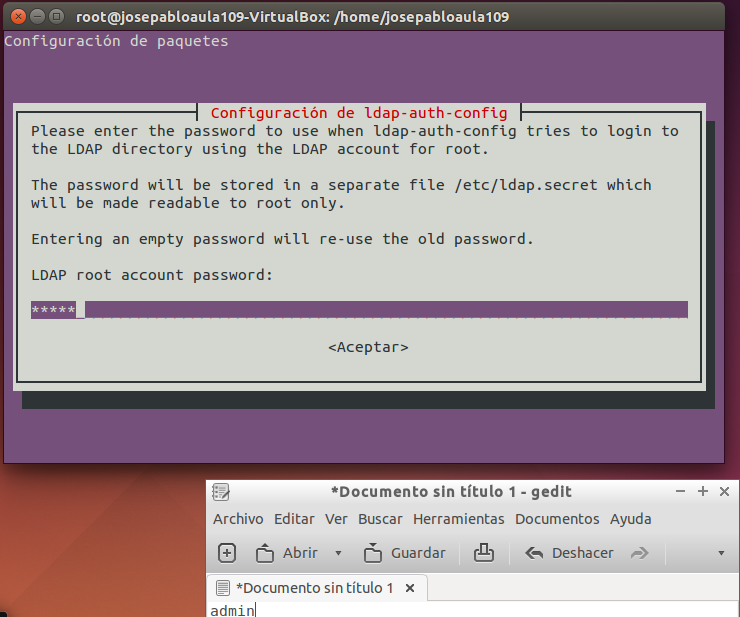 root@josepabloaula109-VirtualBox: /home/josepabloaula109
Configuración de paquetes
Configuración de ldap-auth-config
Please enter the password to use when ldap-auth-config tries to login to
the LDAP directory using the LDAP account for root.
The password will be stored in a separate file /etc/ldap.secret which
will be made readable to root only.
Entering an empty password will re-use the old password.
LDAP root account password:
*****
<Aceptar>
*Documento sin título 1 - gedit
Archivo Editar Ver Buscar Herramientas Documentos Ayuda
Abrir Guardar Deshacer
*Documento sin título 1
admin